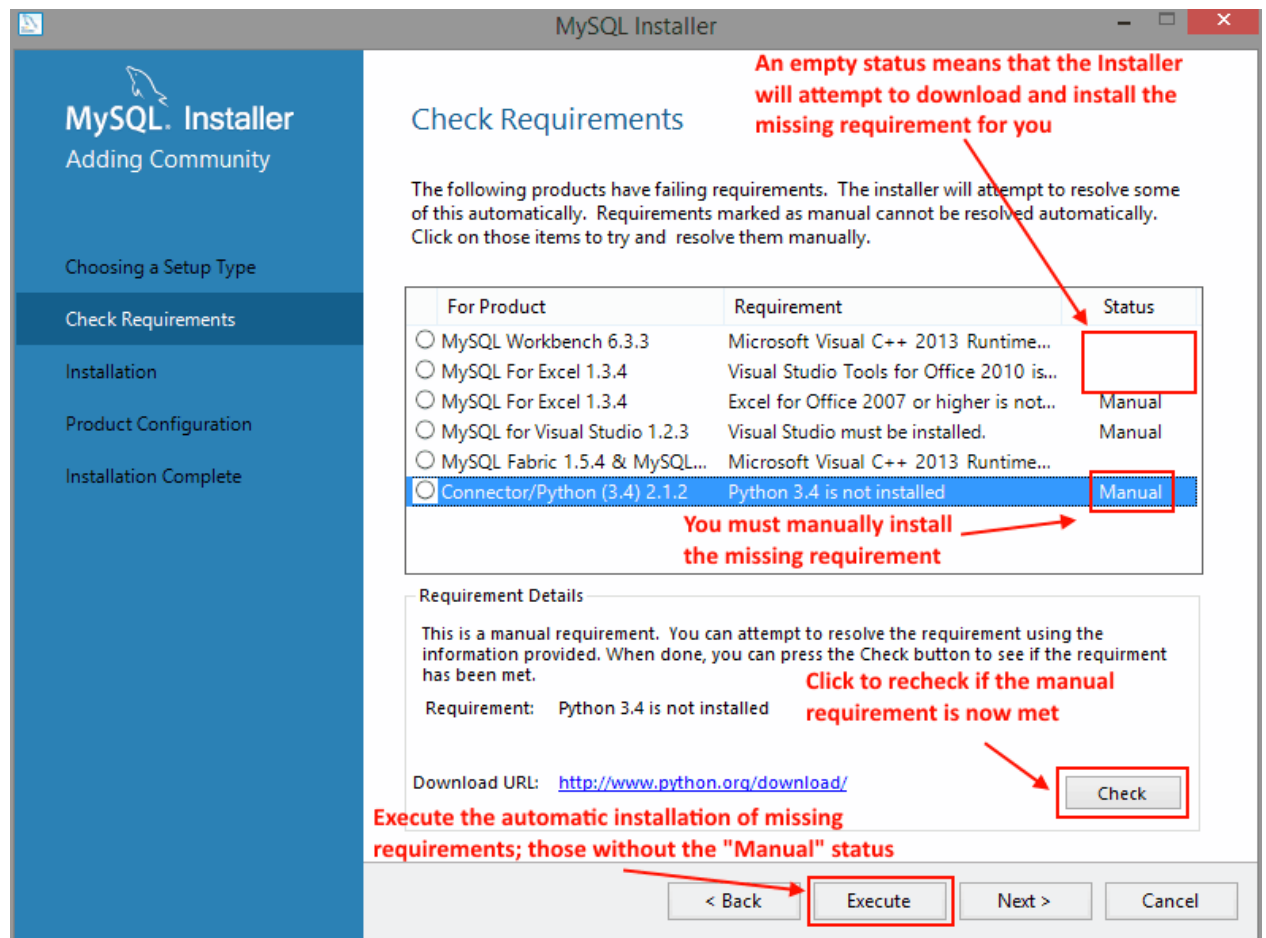 MySQL Installer
An empty status means that the Installer
will attempt to download and install the
missing requirement for you
MySQL. Installer
Adding Community
Choosing a Setup Type
Check Requirements
Installation
Product Configuration
Installation Complete
Check Requirements
The following products have failing requirements. The installer will attempt to resolve some
of this automatically. Requirements marked as manual cannot be resolved automatically.
Click on those items to try and resolve them manually.
For Product Requirement Status
MySQL Workbench 6.3.3 Microsoft Visual C++ 2013 Runtime...
MySQL For Excel 1.3.4 Visual Studio Tools for Office 2010 is...
MySQL For Excel 1.3.4 Excel for Office 2007 or higher is not... Manual
MySQL for Visual Studio 1.2.3 Visual Studio must be installed. Manual
MySQL Fabric 1.5.4 & MySQL... Microsoft Visual C++ 2013 Runtime...
Connector/Python (3.4) 2.1.2 Python 3.4 is not installed Manual
You must manually install
the missing requirement
Requirement Details
This is a manual requirement. You can attempt to resolve the requirement using the
information provided. When done, you can press the Check button to see if the requirment
has been met.
Click to recheck if the manual
requirement is now met
Requirement: Python 3.4 is not installed
Download URL: http://www.python.org/download/
Check
Execute the automatic installation of missing
requirements; those without the "Manual" status
< Back Execute Next > Cancel